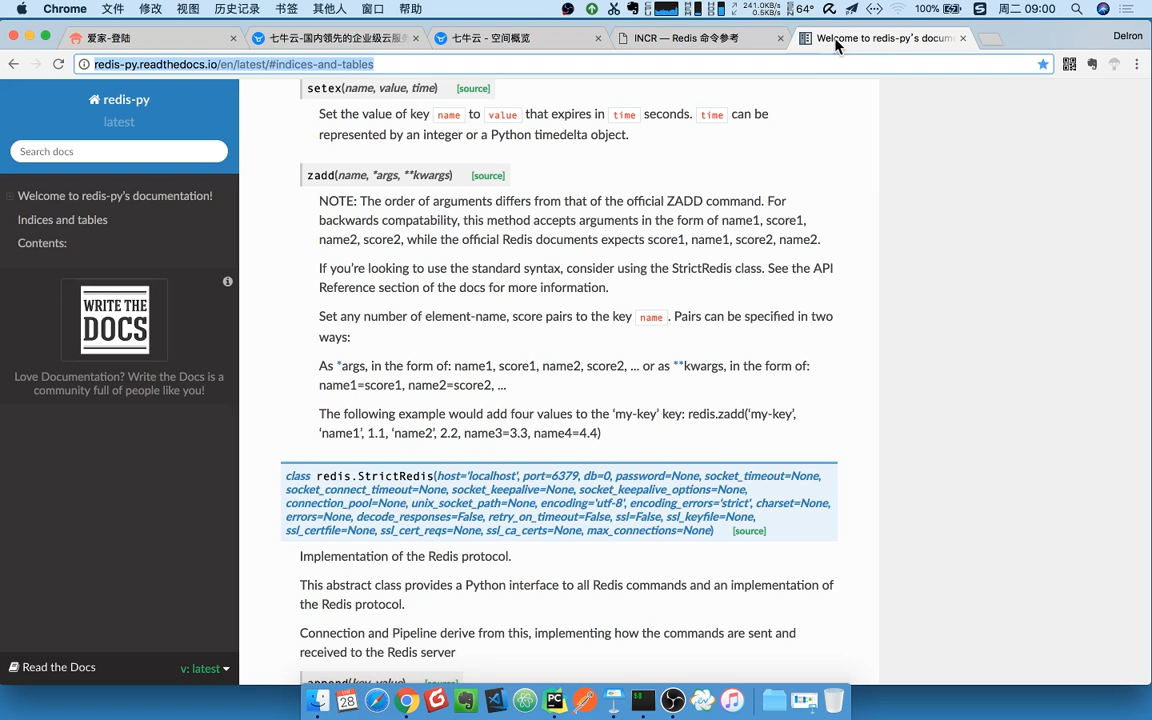 Chrome 文件 修改 视图 历史记录 书签 其他人 窗口 帮助 241.0KB/s 0.5KB/s 64° 100% 周二 09:00
爱家-登陆 × 七牛云-国内领先的企业级云服 × 七牛云 - 空间概览 × INCR — Redis 命令参考 × Welcome to redis-py's docum × Delron
redis-py.readthedocs.io/en/latest/#indices-and-tables
redis-py
latest
Search docs
Welcome to redis-py's documentation!
Indices and tables
Contents:
WRITE THE
DOCS
Love Documentation? Write the Docs is a
community full of people like you!
Read the Docs
v: latest
setex(name, value, time) [source]
Set the value of key name to value that expires in time seconds. time can be
represented by an integer or a Python timedelta object.
zadd(name, *args, **kwargs) [source]
NOTE: The order of arguments differs from that of the official ZADD command. For
backwards compatability, this method accepts arguments in the form of name1, score1,
name2, score2, while the official Redis documents expects score1, name1, score2, name2.
If you’re looking to use the standard syntax, consider using the StrictRedis class. See the API
Reference section of the docs for more information.
Set any number of element-name, score pairs to the key name. Pairs can be specified in two
ways:
As *args, in the form of: name1, score1, name2, score2, ... or as **kwargs, in the form of:
name1=score1, name2=score2, ...
The following example would add four values to the ‘my-key’ key: redis.zadd(‘my-key’,
‘name1’, 1.1, ‘name2’, 2.2, name3=3.3, name4=4.4)
class redis.StrictRedis(host='localhost', port=6379, db=0, password=None, socket_timeout=None,
socket_connect_timeout=None, socket_keepalive=None, socket_keepalive_options=None,
connection_pool=None, unix_socket_path=None, encoding='utf-8', encoding_errors='strict', charset=None,
errors=None, decode_responses=False, retry_on_timeout=False, ssl=False, ssl_keyfile=None,
ssl_certfile=None, ssl_cert_reqs=None, ssl_ca_certs=None, max_connections=None) [source]
Implementation of the Redis protocol.
This abstract class provides a Python interface to all Redis commands and an implementation of
the Redis protocol.
Connection and Pipeline derive from this, implementing how the commands are sent and
received to the Redis server
append(key, value) [source]
28